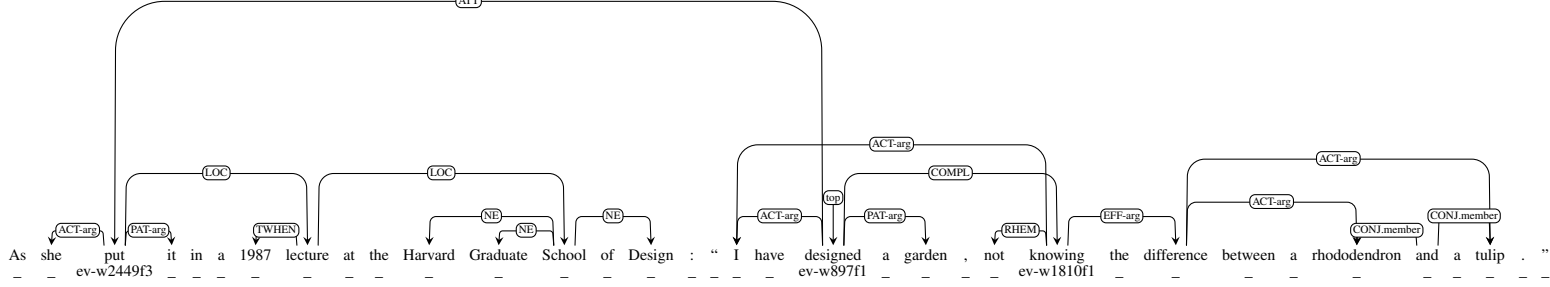 ACT-arg
ACT-arg
LOC LOC COMPL
top
ACT-arg
NE NE ACT-arg PAT-arg EFF-arg CONJ.member
ACT-arg PAT-arg TWHEN NE RHEM CONJ.member
As she put it in a 1987 lecture at the Harvard Graduate School of Design : “ I have designed a garden , not knowing the difference between a rhododendron and a tulip . ”
_ _ ev-w2449f3 _ _ _ _ _ _ _ _ _ _ _ _ _ _ _ _ ev-w897f1 _ _ _ _ ev-w1810f1 _ _ _ _ _ _ _ _ _ _